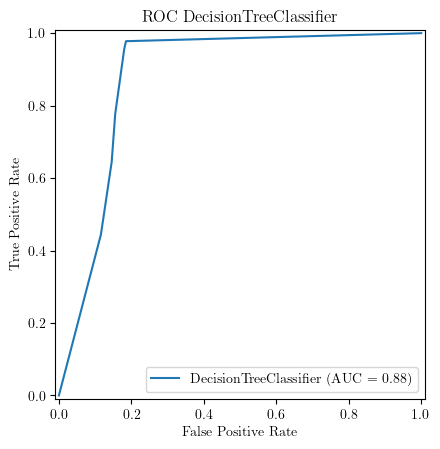 ROC DecisionTreeClassifier
1.0
0.8
0.6
0.4
0.2
0.0
True Positive Rate
DecisionTreeClassifier (AUC = 0.88)
0.0 0.2 0.4 0.6 0.8 1.0
False Positive Rate